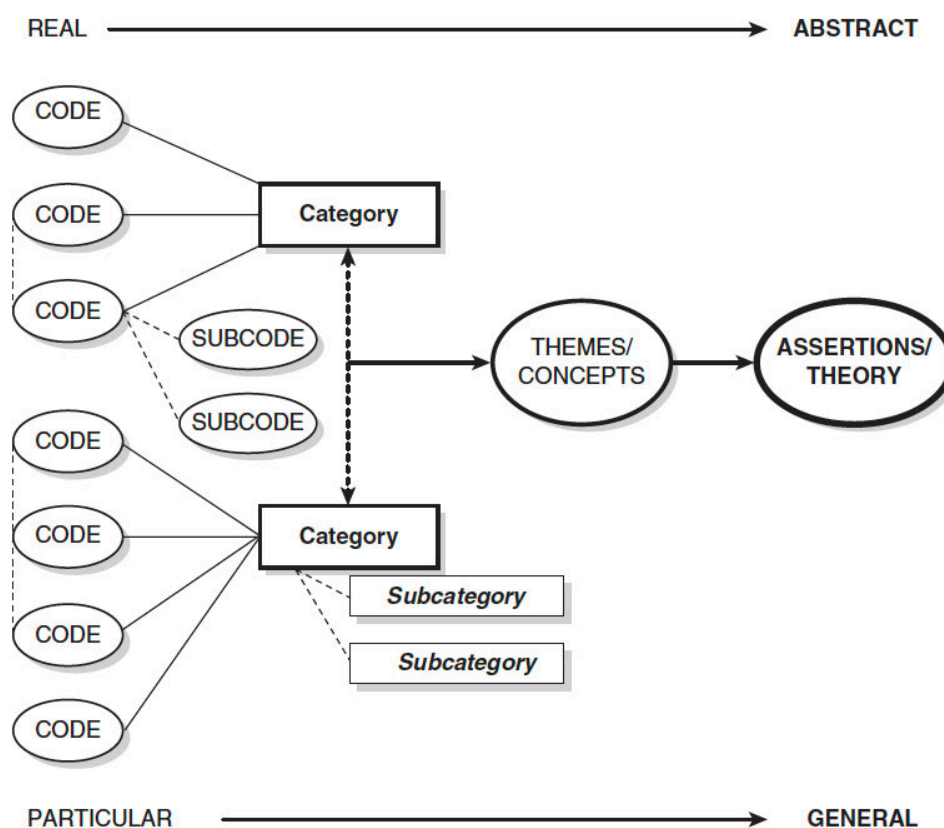 REAL
ABSTRACT
CODE
CODE
Category
CODE
SUBCODE
THEMES/
CONCEPTS
ASSERTIONS/
THEORY
SUBCODE
CODE
CODE
Category
Subcategory
CODE
Subcategory
CODE
PARTICULAR
GENERAL